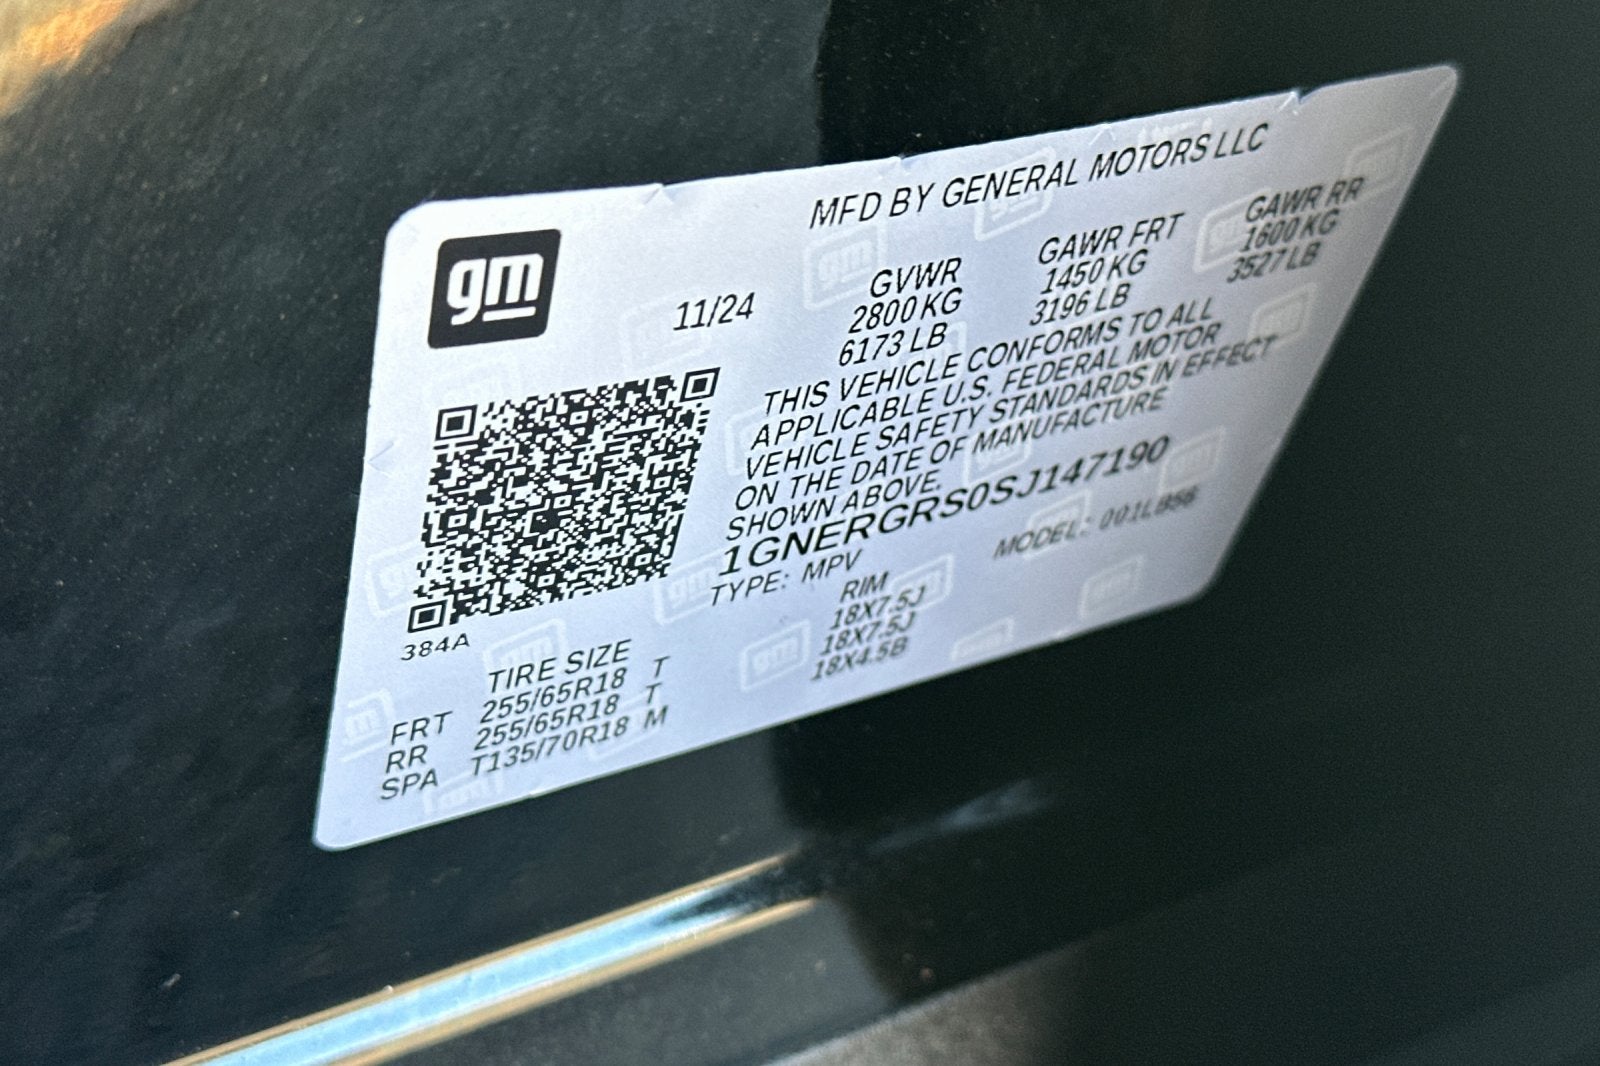 MFD BY GENERAL MOTORS LLC
gm
11/24
GVWR GAWR FRT GAWR RR
2800 KG 1450 KG 1600 KG
6173 LB 3196 LB 3527 LB
THIS VEHICLE CONFORMS TO ALL
APPLICABLE U.S. FEDERAL MOTOR
VEHICLE SAFETY STANDARDS IN EFFECT
ON THE DATE OF MANUFACTURE
SHOWN ABOVE.
1GNERGRS0SJ147190
TYPE: MPV MODEL: 001LB56
384A
TIRE SIZE RIM
FRT 255/65R18 T 18X7.5J
RR 255/65R18 T 18X7.5J
SPA T135/70R18 M 18X4.5B